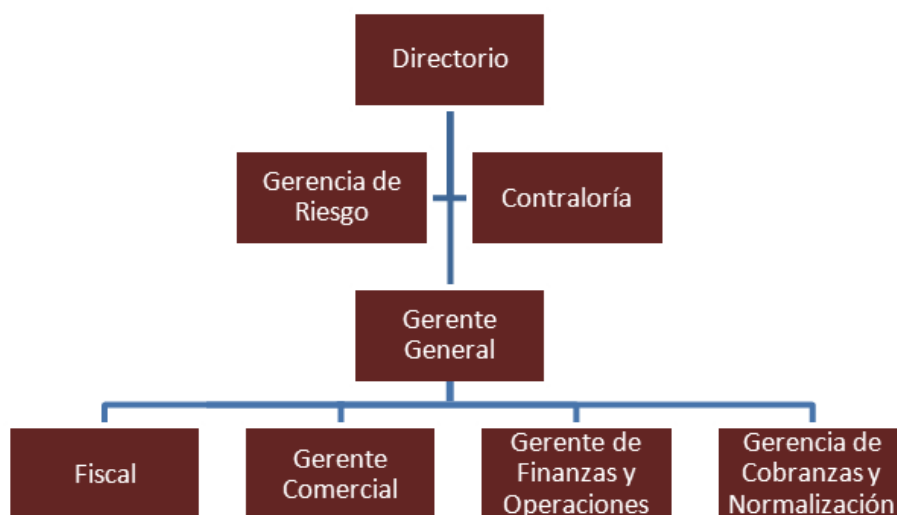 Directorio
Gerencia de
Riesgo
Contraloría
Gerente
General
Fiscal
Gerente
Comercial
Gerente de
Finanzas y
Operaciones
Gerencia de
Cobranzas y
Normalización